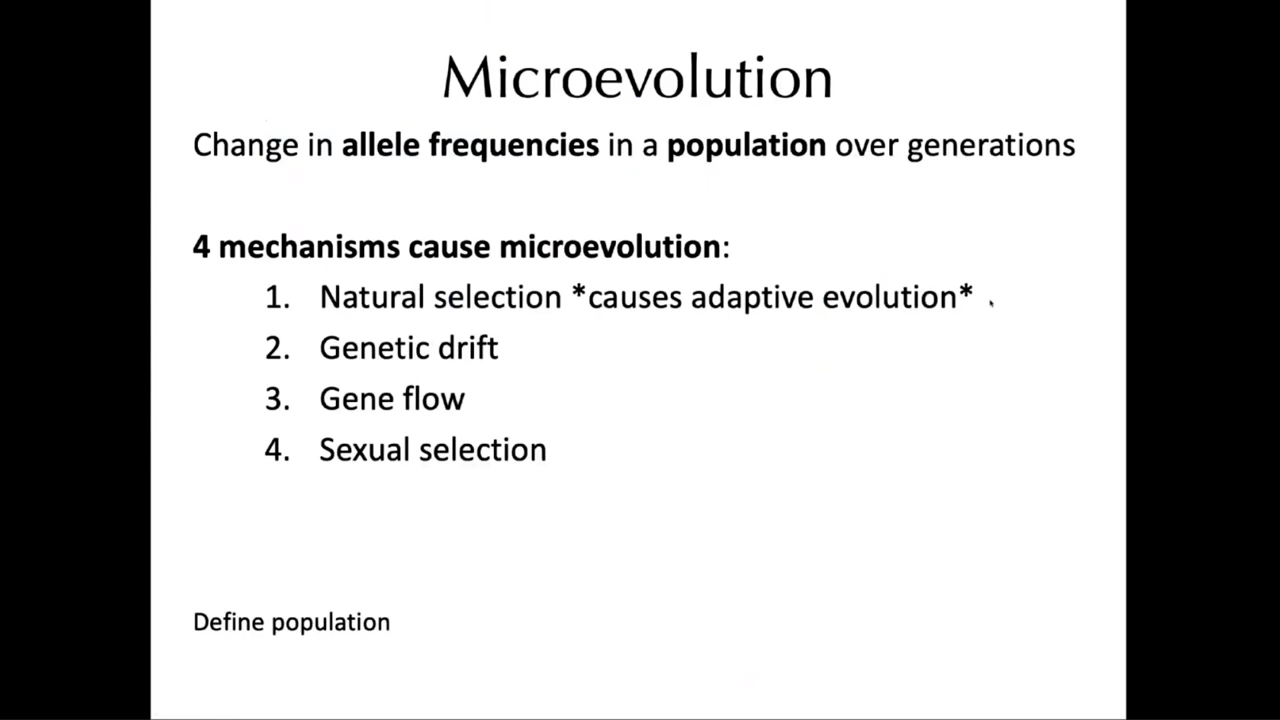 Microevolution
Change in allele frequencies in a population over generations
4 mechanisms cause microevolution:
1. Natural selection *causes adaptive evolution*
2. Genetic drift
3. Gene flow
4. Sexual selection
Define population